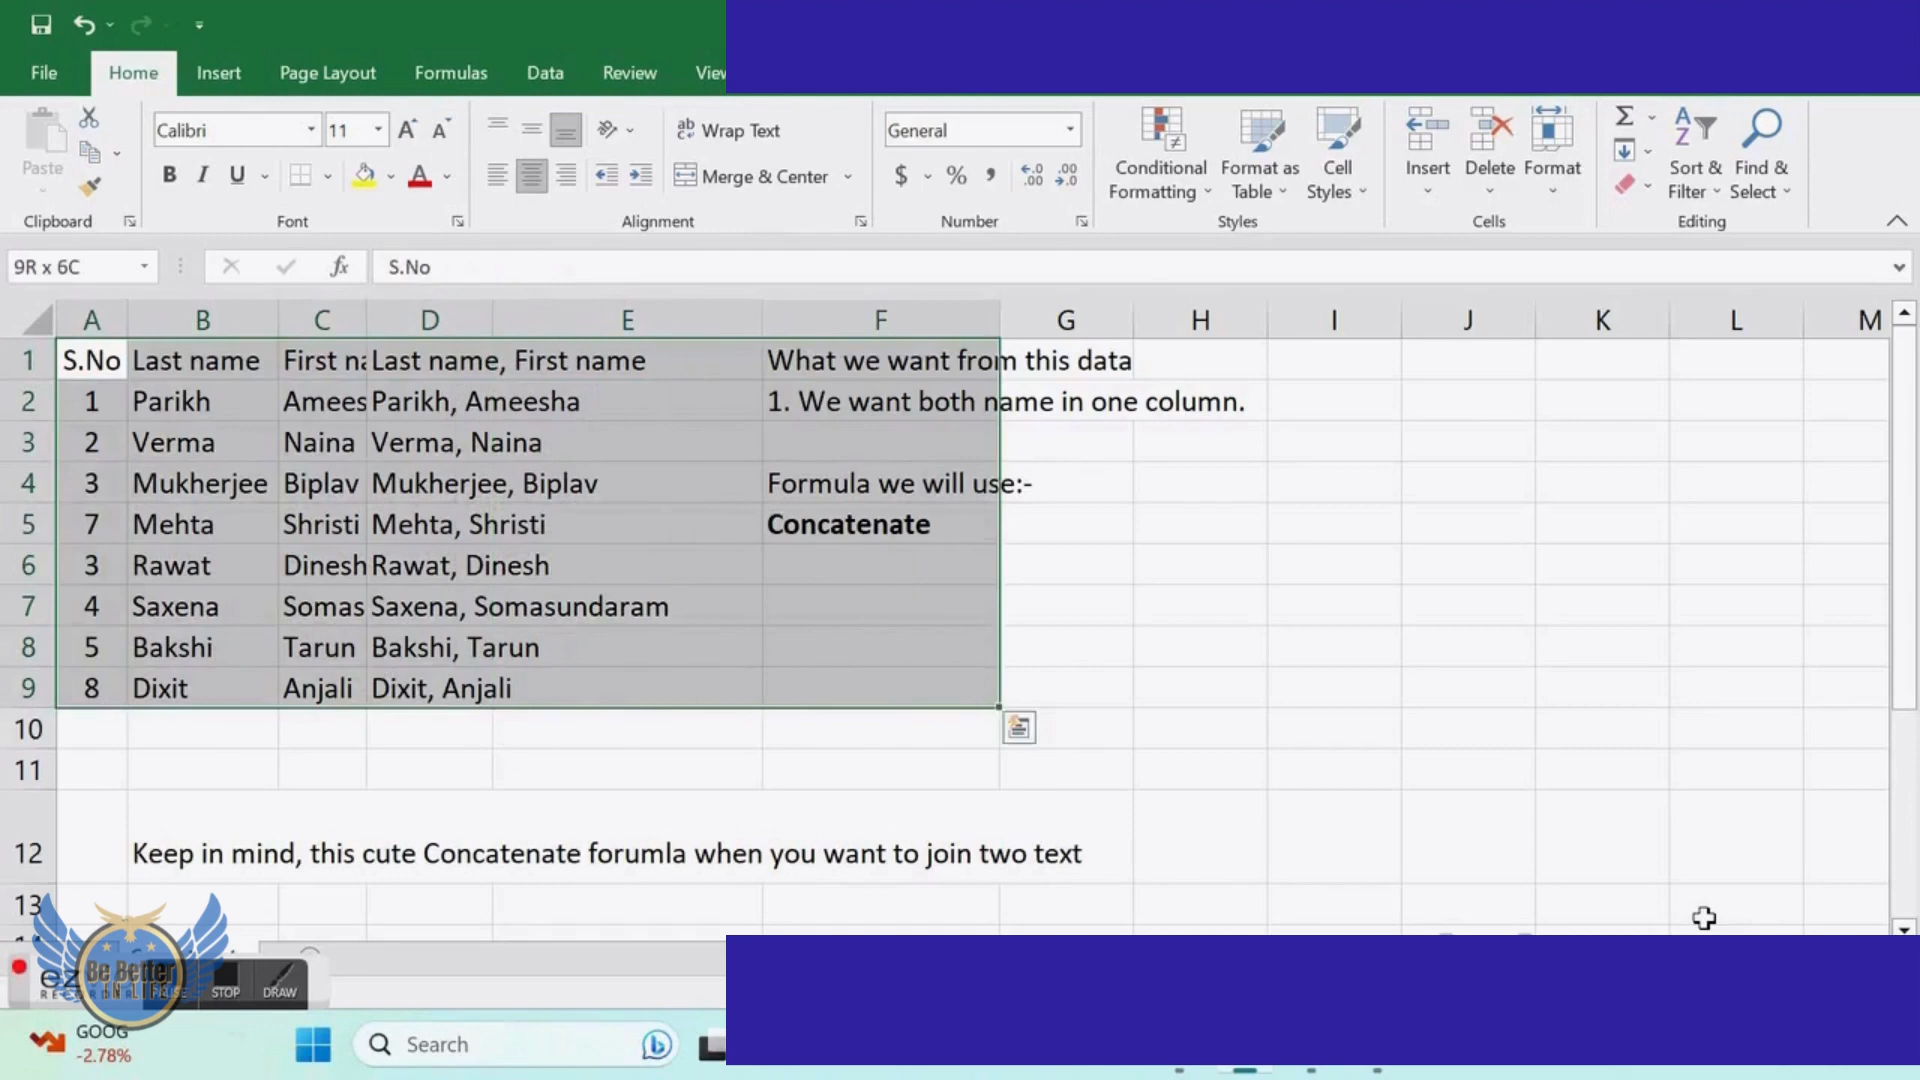 File Home Insert Page Layout Formulas Data Review View
Calibri 11 Wrap Text General Conditional Formatting Format as Table Cell Styles Insert Delete Format Sort & Filter Find & Select
Paste B I U Merge & Center $ % ,
Clipboard Font Alignment Number Styles Cells Editing
9R x 6C fx S.No
A B C D E F G H I J K L M
1 S.No Last name First na Last name, First name What we want from this data
2 1 Parikh Amees Parikh, Ameesha 1. We want both name in one column.
3 2 Verma Naina Verma, Naina
4 3 Mukherjee Biplav Mukherjee, Biplav Formula we will use:-
5 7 Mehta Shristi Mehta, Shristi Concatenate
6 3 Rawat Dinesh Rawat, Dinesh
7 4 Saxena Somas Saxena, Somasundaram
8 5 Bakshi Tarun Bakshi, Tarun
9 8 Dixit Anjali Dixit, Anjali
10
11
12 Keep in mind, this cute Concatenate forumla when you want to join two text
13
Be Better
IN LIFE
STOP DRAW
GOOG
-2.78%
Search